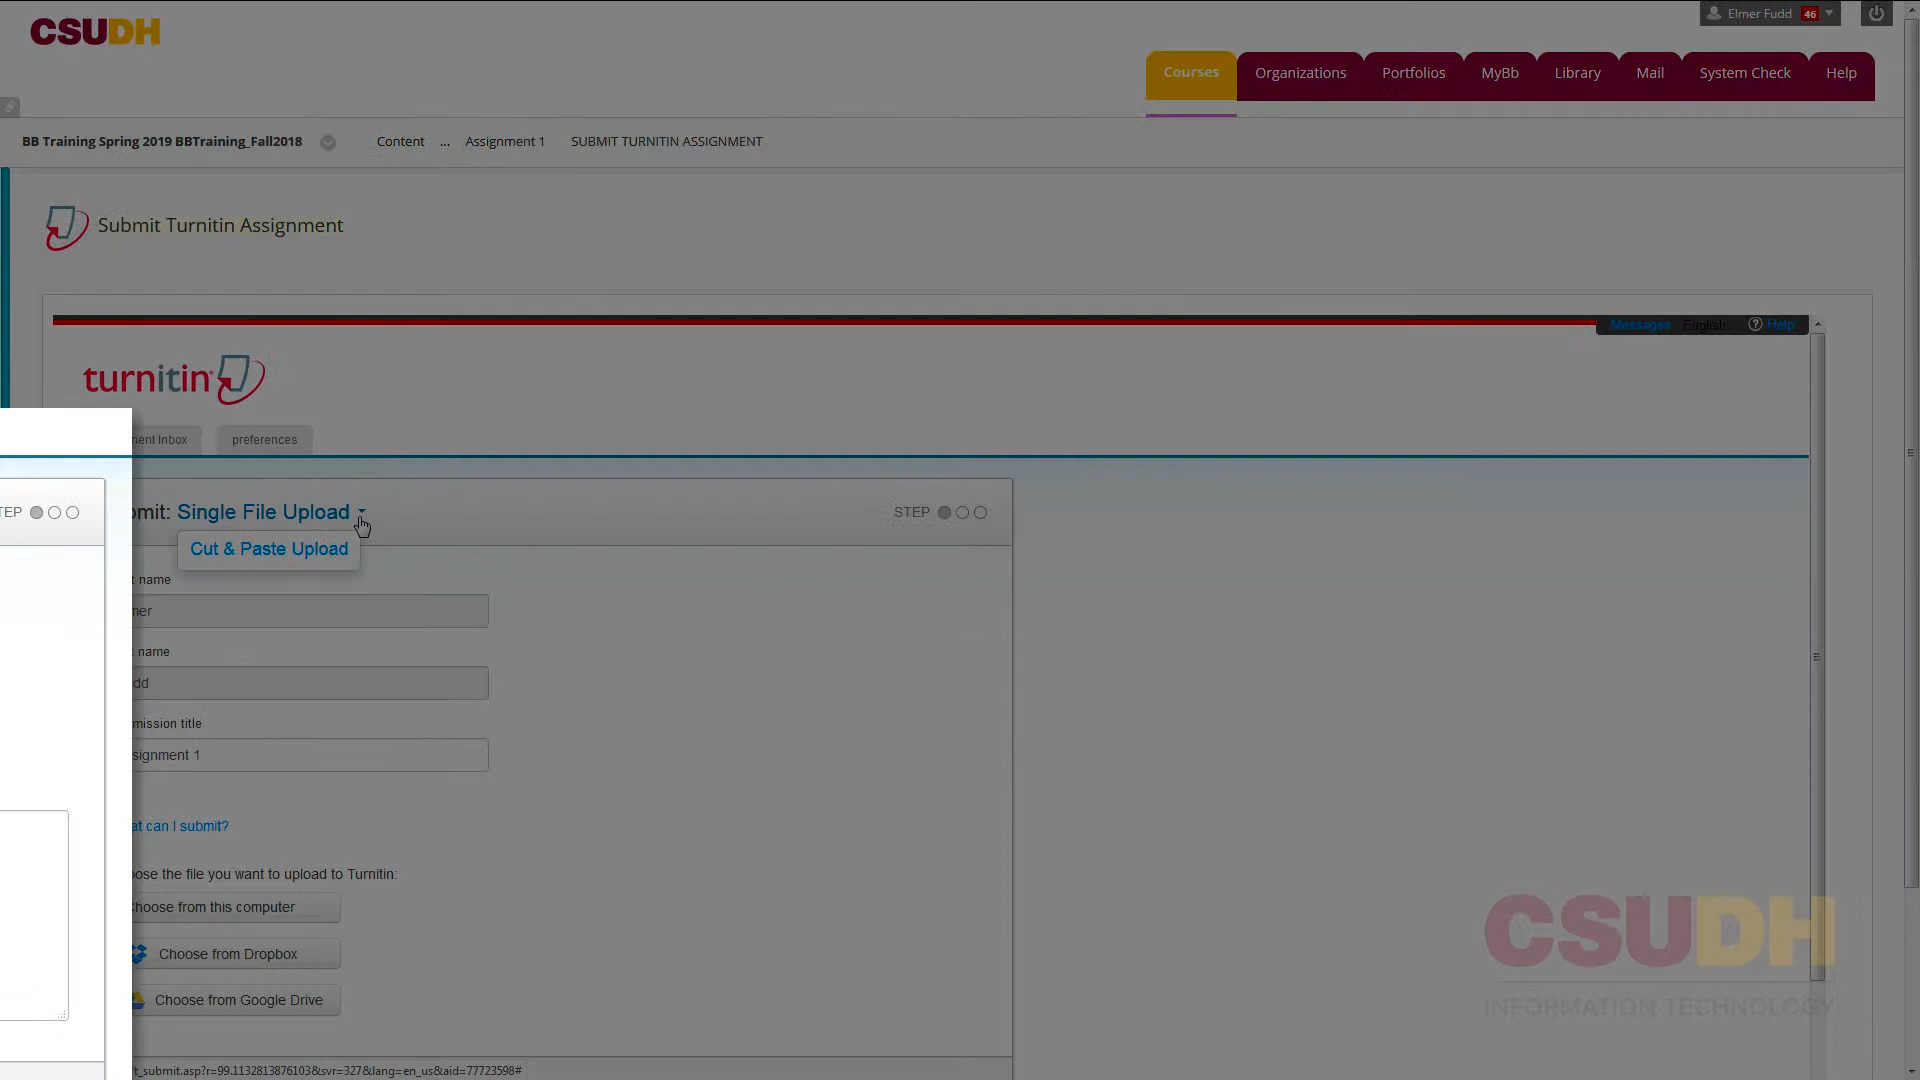 CSUDH
Elmer Fudd 46
Courses Organizations Portfolios MyBb Library Mail System Check Help
BB Training Spring 2019 BBTraining_Fall2018 Content ... Assignment 1 SUBMIT TURNITIN ASSIGNMENT
Submit Turnitin Assignment
Messages English Help
turnitin
nent Inbox preferences
TEP
mit: Single File Upload STEP
Cut & Paste Upload
t name
mer
t name
dd
mission title
signment 1
at can I submit?
ose the file you want to upload to Turnitin:
hoose from this computer
Choose from Dropbox
Choose from Google Drive
CSUDH
INFORMATION TECHNOLOGY
t_submit.asp?r=99.1132813876103&svr=327&lang=en_us&aid=77723598#